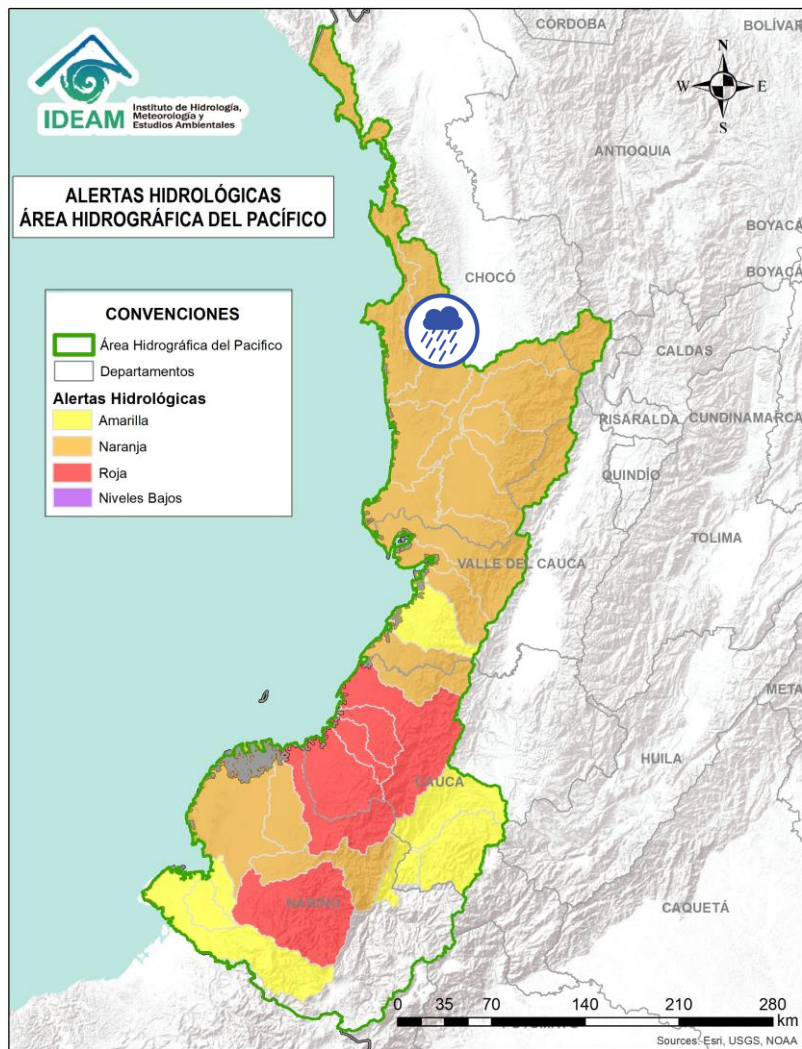 IDEAM
Instituto de Hidrología,
Meteorología y
Estudios Ambientales
ALERTAS HIDROLÓGICAS
ÁREA HIDROGRÁFICA DEL PACÍFICO
CONVENCIONES
Área Hidrográfica del Pacifico
Departamentos
Alertas Hidrológicas
Amarilla
Naranja
Roja
Niveles Bajos
CÓRDOBA
BOLÍVAR
N
W E
S
ANTIOQUIA
BOYACÁ
BOYACÁ
CHOCÓ
CALDAS
RISARALDA
CUNDINAMARCA
QUINDÍO
TOLIMA
VALLE DEL CAUCA
META
HUILA
CAUCA
NARIÑO
CAQUETÁ
0 35 70 140 210 280
km
Sources: Esri, USGS, NOAA